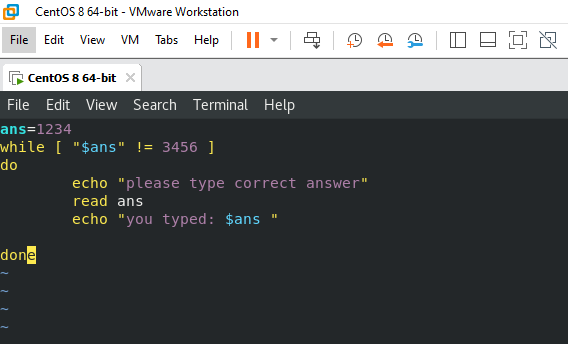 CentOS 8 64-bit - VMware Workstation
File Edit View VM Tabs Help
CentOS 8 64-bit
File Edit View Search Terminal Help
ans=1234
while [ "$ans" != 3456 ]
do
        echo "please type correct answer"
        read ans
        echo "you typed: $ans "

done
~
~
~
~